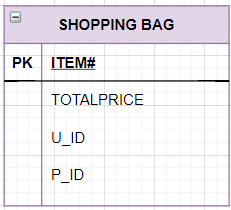 SHOPPING BAG
PK ITEM#
TOTALPRICE
U_ID
P_ID